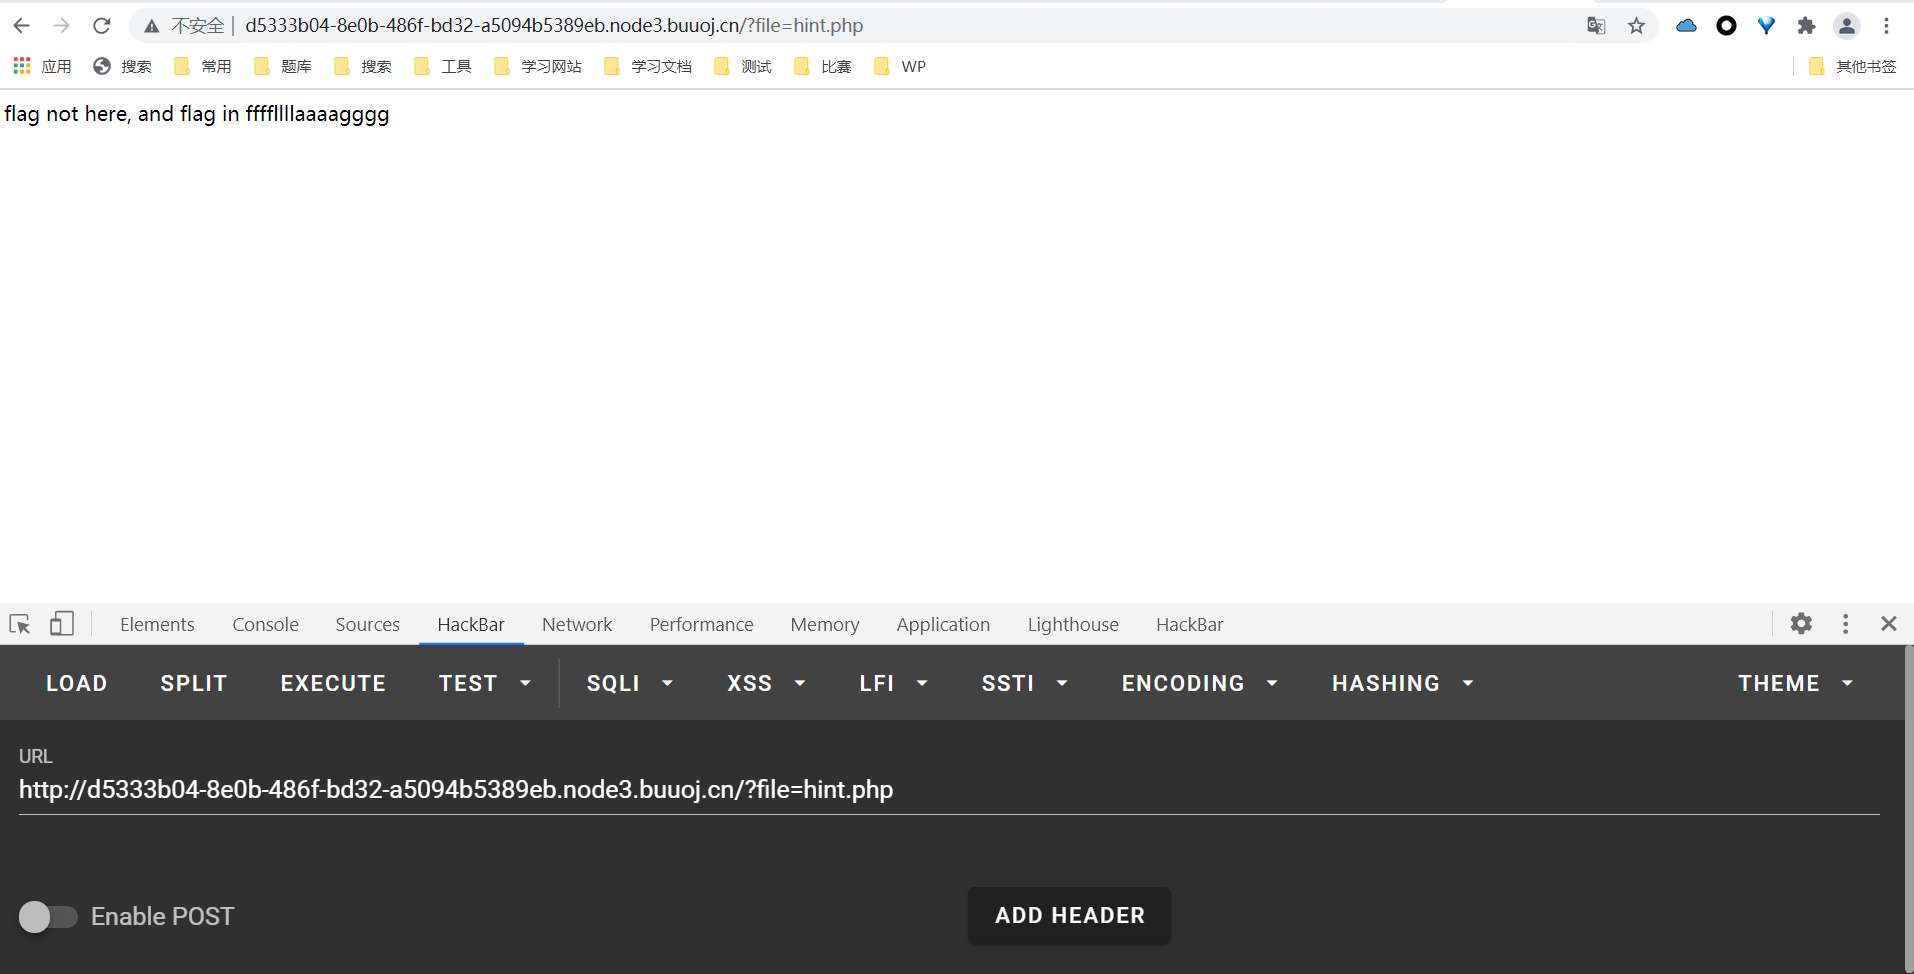 不安全 | d5333b04-8e0b-486f-bd32-a5094b5389eb.node3.buuoj.cn/?file=hint.php
应用 搜索 常用 题库 搜索 工具 学习网站 学习文档 测试 比赛 WP 其他书签
flag not here, and flag in ffffllllaaaagggg
Elements Console Sources HackBar Network Performance Memory Application Lighthouse HackBar
LOAD SPLIT EXECUTE TEST SQLI XSS LFI SSTI ENCODING HASHING THEME
URL
http://d5333b04-8e0b-486f-bd32-a5094b5389eb.node3.buuoj.cn/?file=hint.php
Enable POST ADD HEADER